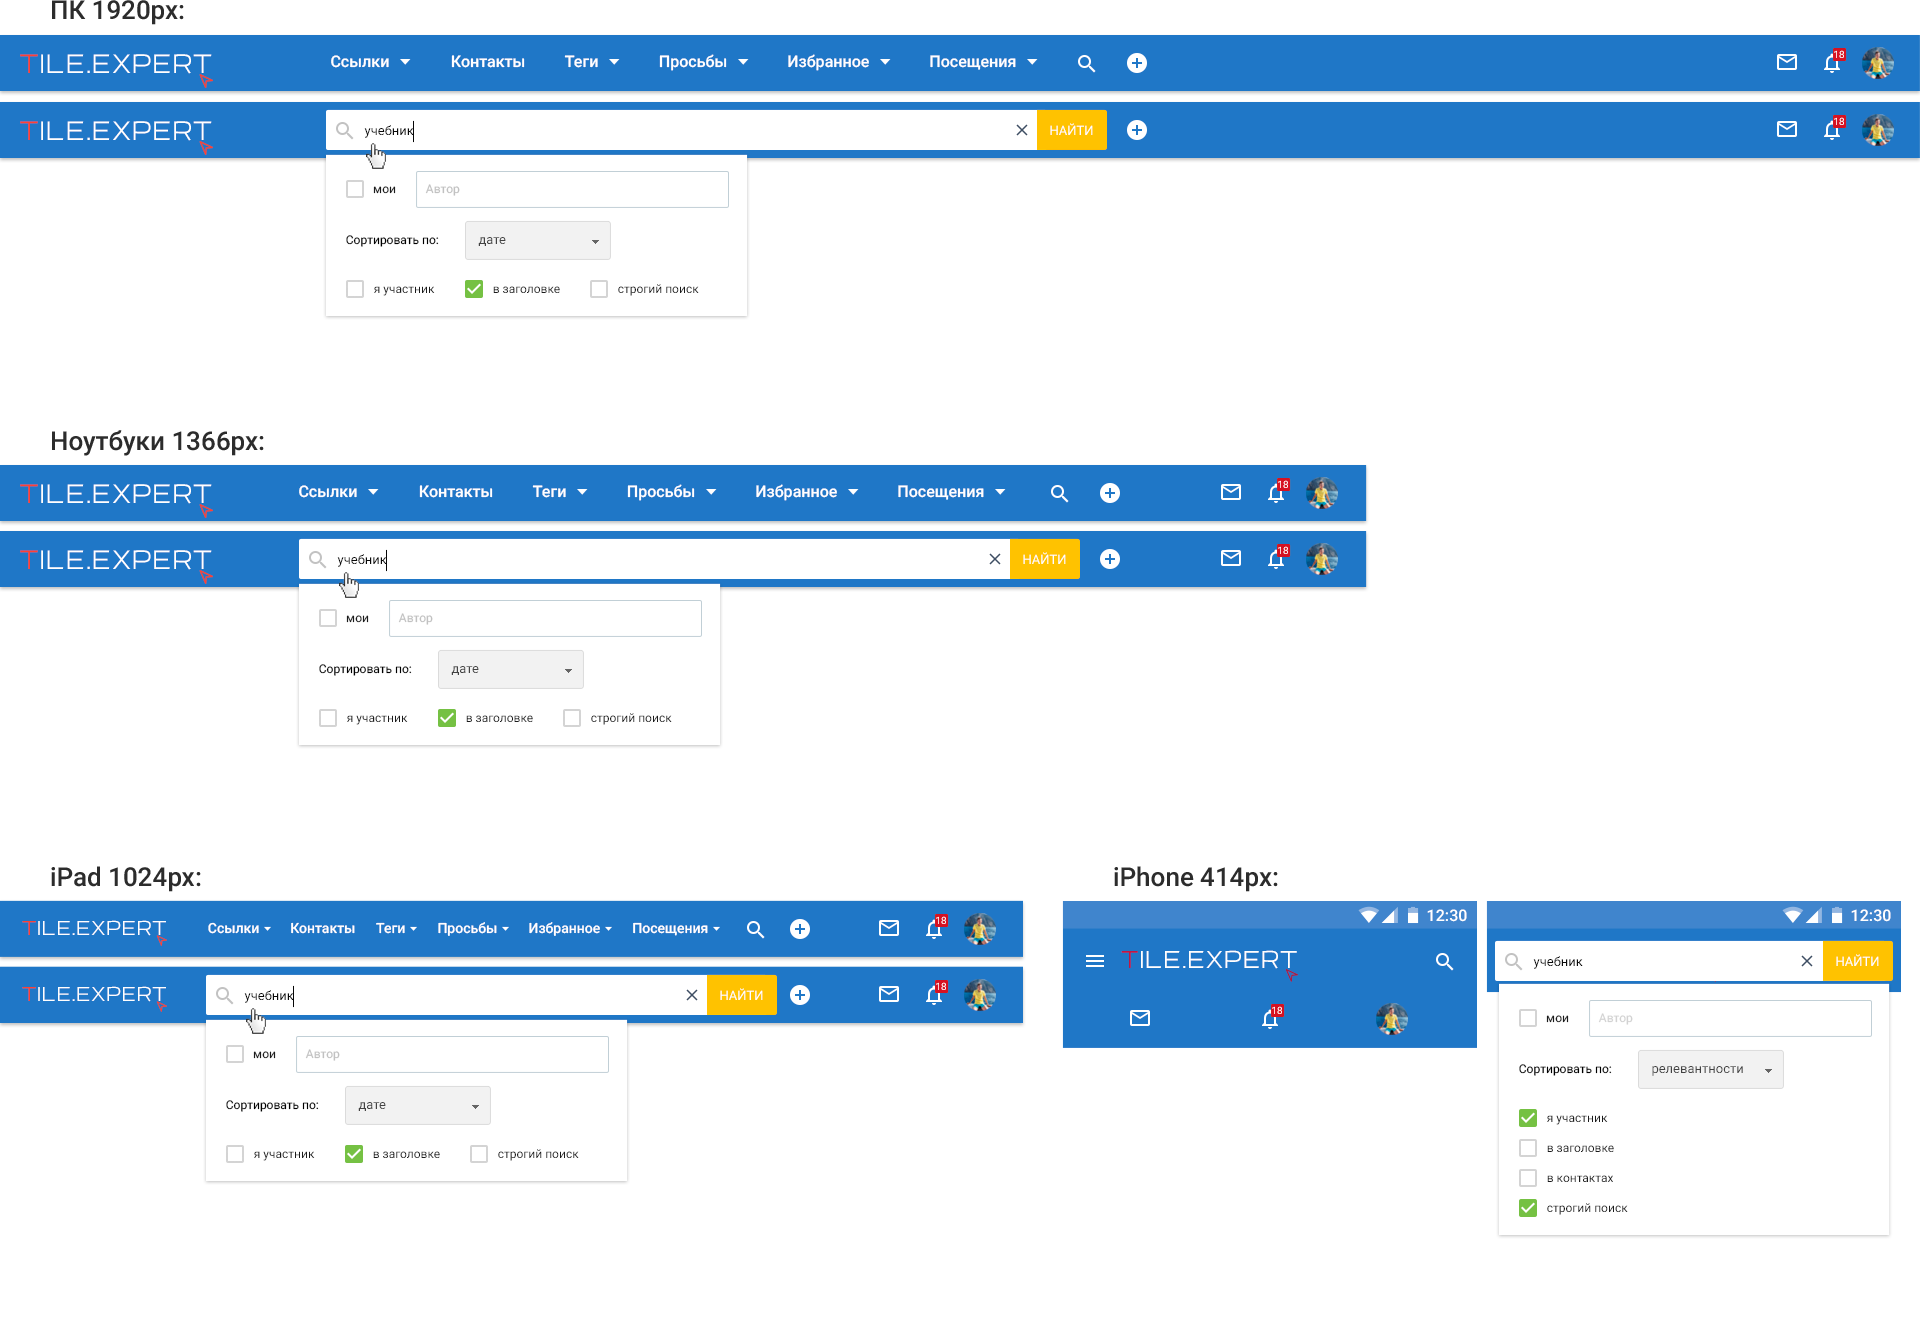 ПК 1920px:
TILE.EXPERT Ссылки Контакты Теги Просьбы Избранное Посещения 18
TILE.EXPERT учебник НАЙТИ 18
мои Автор
Сортировать по: дате
я участник в заголовке строгий поиск
Ноутбуки 1366px:
TILE.EXPERT Ссылки Контакты Теги Просьбы Избранное Посещения 18
TILE.EXPERT учебник НАЙТИ 18
мои Автор
Сортировать по: дате
я участник в заголовке строгий поиск
iPad 1024px:
TILE.EXPERT Ссылки Контакты Теги Просьбы Избранное Посещения 18
TILE.EXPERT учебник НАЙТИ 18
мои Автор
Сортировать по: дате
я участник в заголовке строгий поиск
iPhone 414px:
12:30
TILE.EXPERT
18
12:30
учебник НАЙТИ
мои Автор
Сортировать по: релевантности
я участник
в заголовке
в контактах
строгий поиск